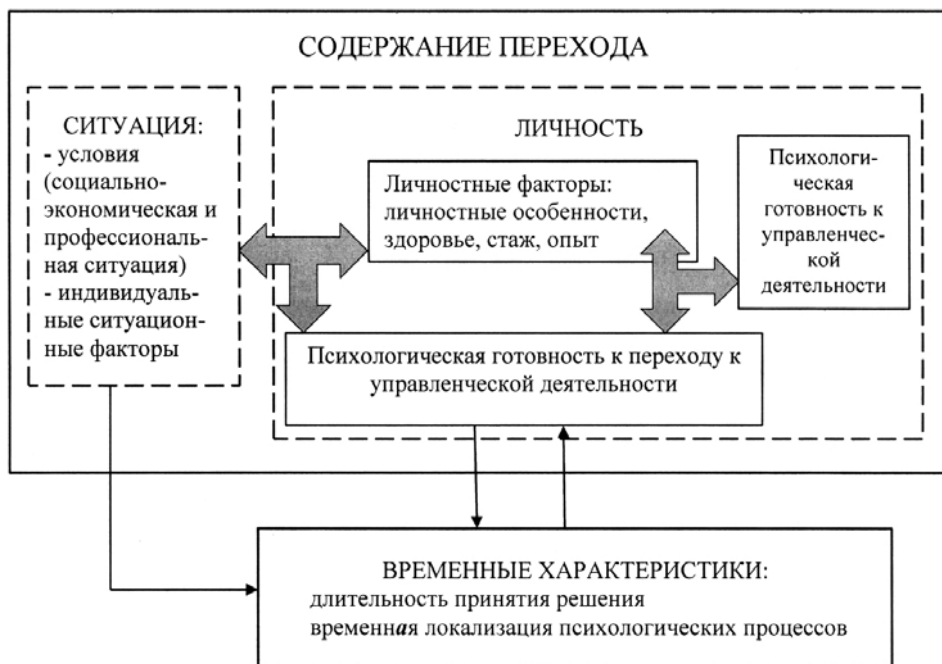 СОДЕРЖАНИЕ ПЕРЕХОДА
СИТУАЦИЯ:
- условия
(социально-
экономическая и
профессиональ-
ная ситуация)
- индивидуаль-
ные ситуацион-
ные факторы
ЛИЧНОСТЬ
Личностные факторы:
личностные особенности,
здоровье, стаж, опыт
Психологи-
ческая
готовность к
управленчес-
кой
деятельности
Психологическая готовность к переходу к
управленческой деятельности
ВРЕМЕННЫЕ ХАРАКТЕРИСТИКИ:
длительность принятия решения
временная локализация психологических процессов